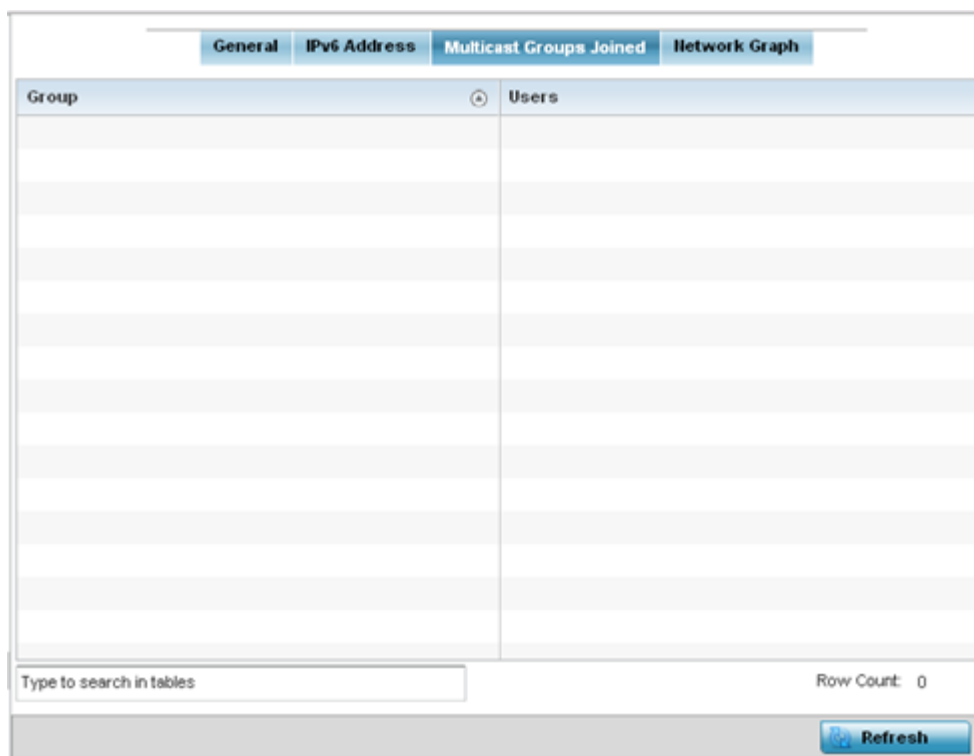 General IPv6 Address Multicast Groups Joined Network Graph
Group Users
Type to search in tables Row Count: 0
Refresh